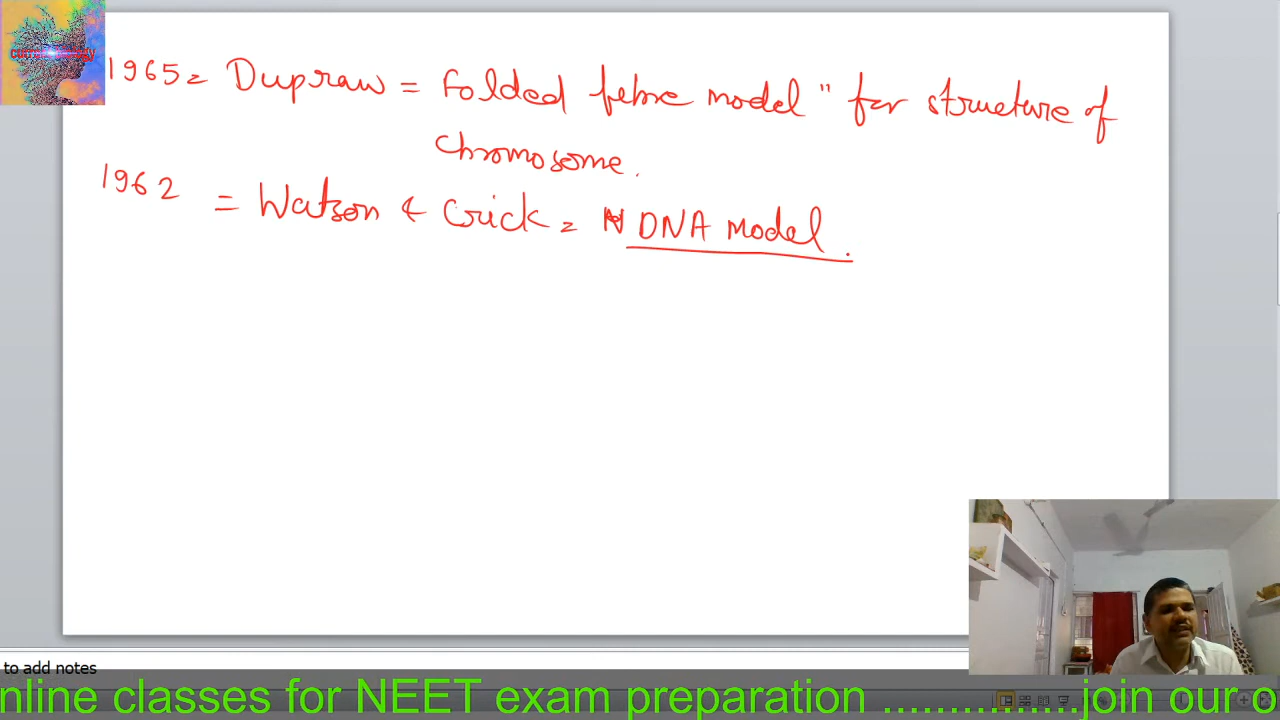 1965= Dupraw = Folded febre model" for structure of
chromosome.
1962 = Watson & Crick = DNA Model.
to add notes
nline classes for NEET exam preparation ...............join our o